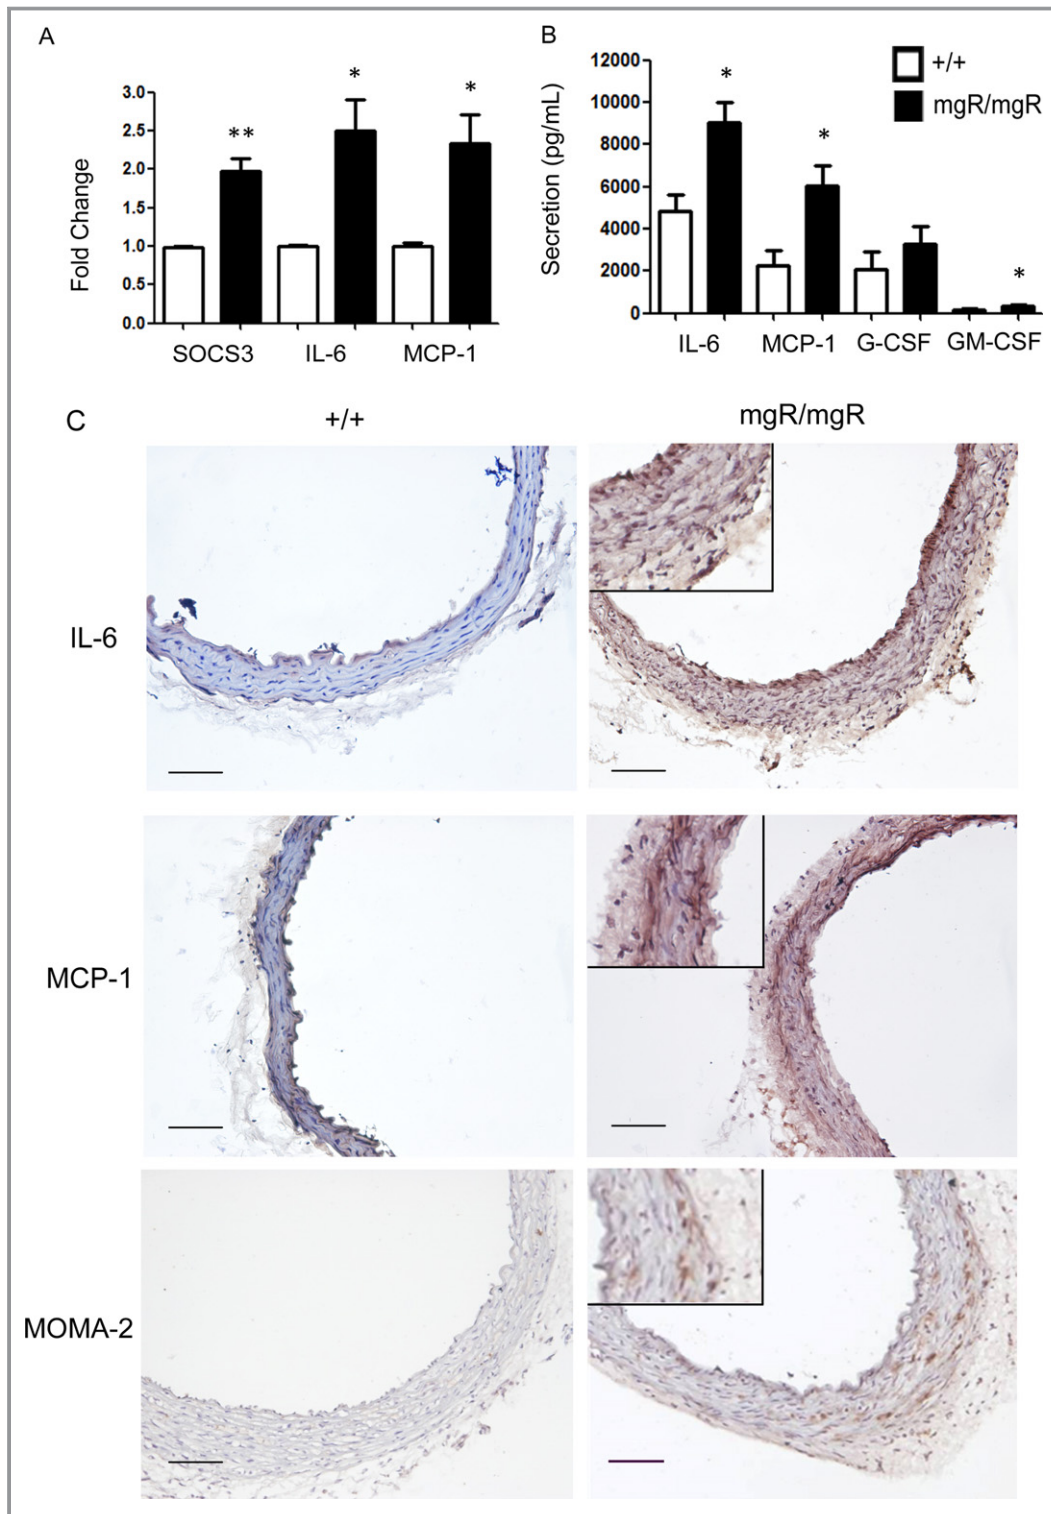 A
Fold Change
3.0
2.5
2.0
1.5
1.0
0.5
0.0
**
*
*
SOCS3 IL-6 MCP-1
B
Secretion (pg/mL)
12000
10000
8000
6000
4000
2000
0
*
*
*
+/+
mgR/mgR
IL-6 MCP-1 G-CSF GM-CSF
C
+/+ mgR/mgR
IL-6
MCP-1
MOMA-2